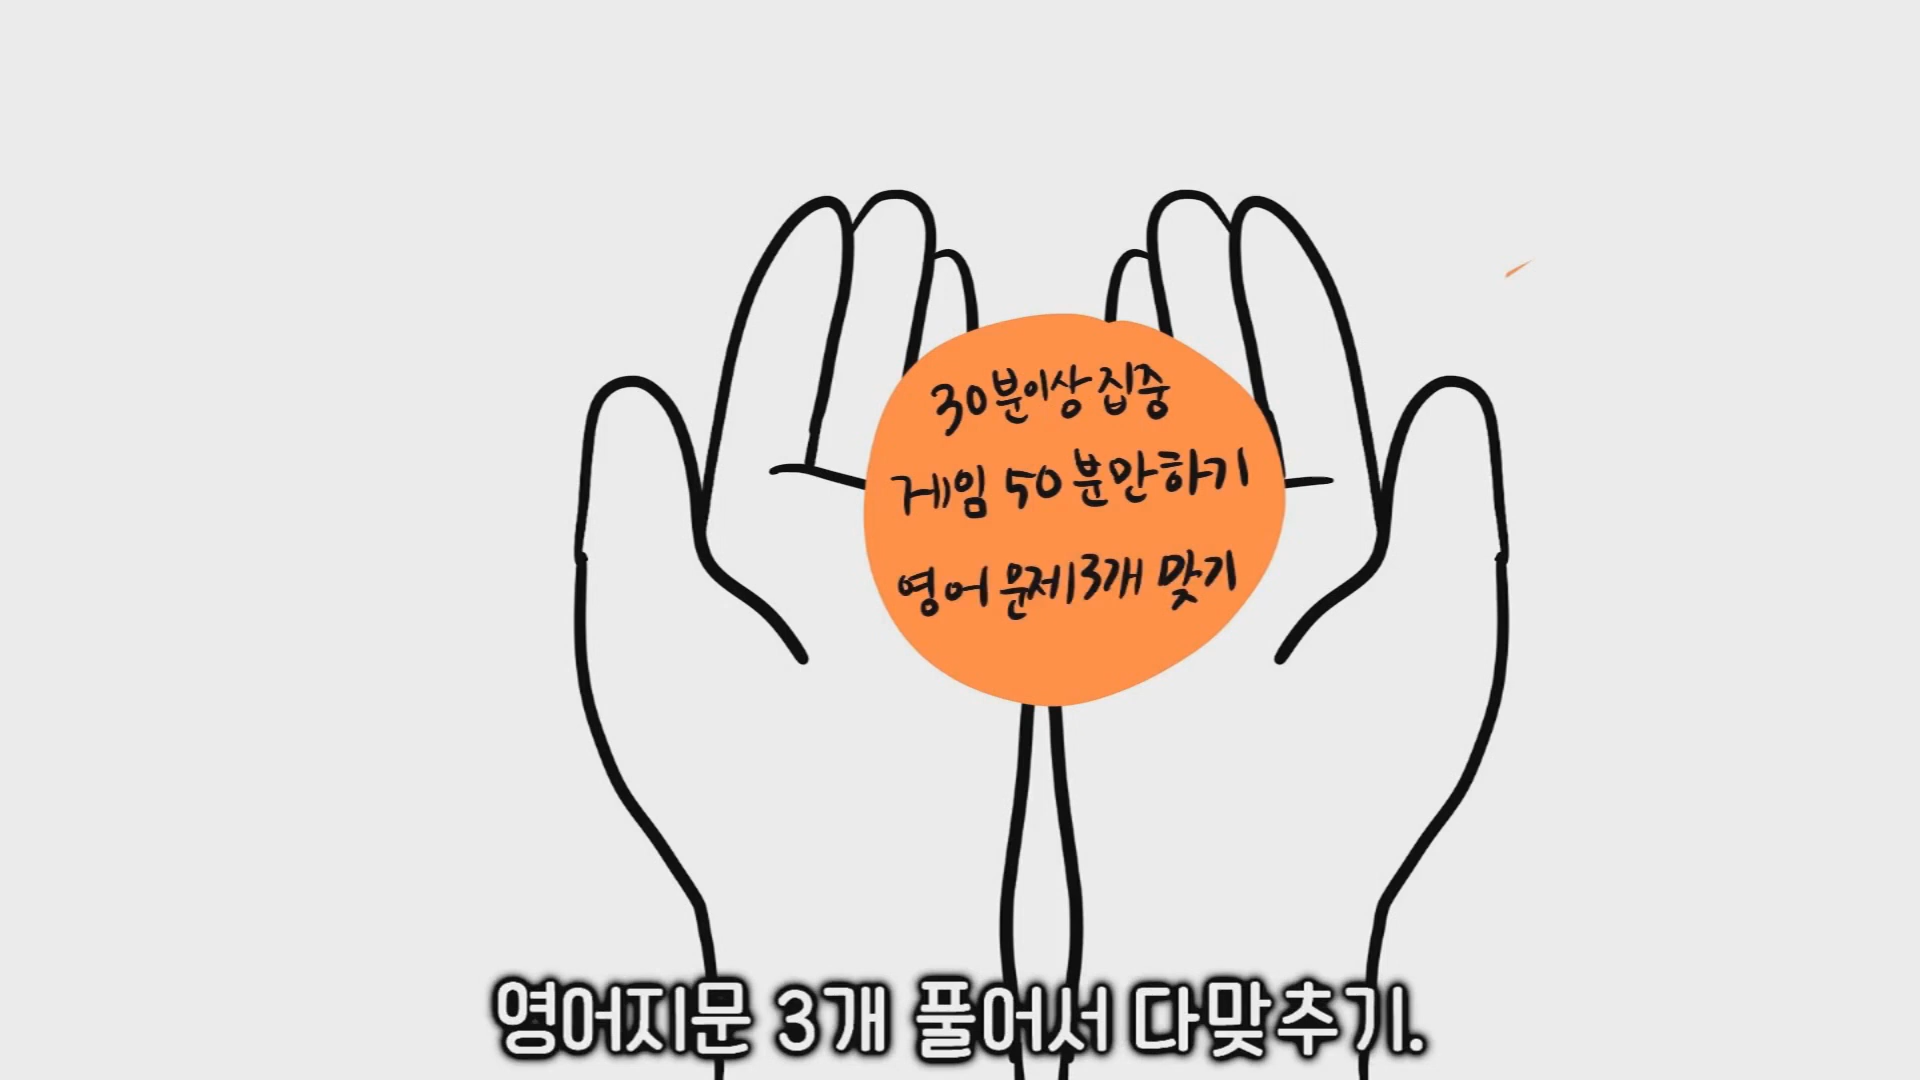 30분이상 집중
게임 50분만하기
영어 문제 3개 맞기
영어지문 3개 풀어서 다맞추기.